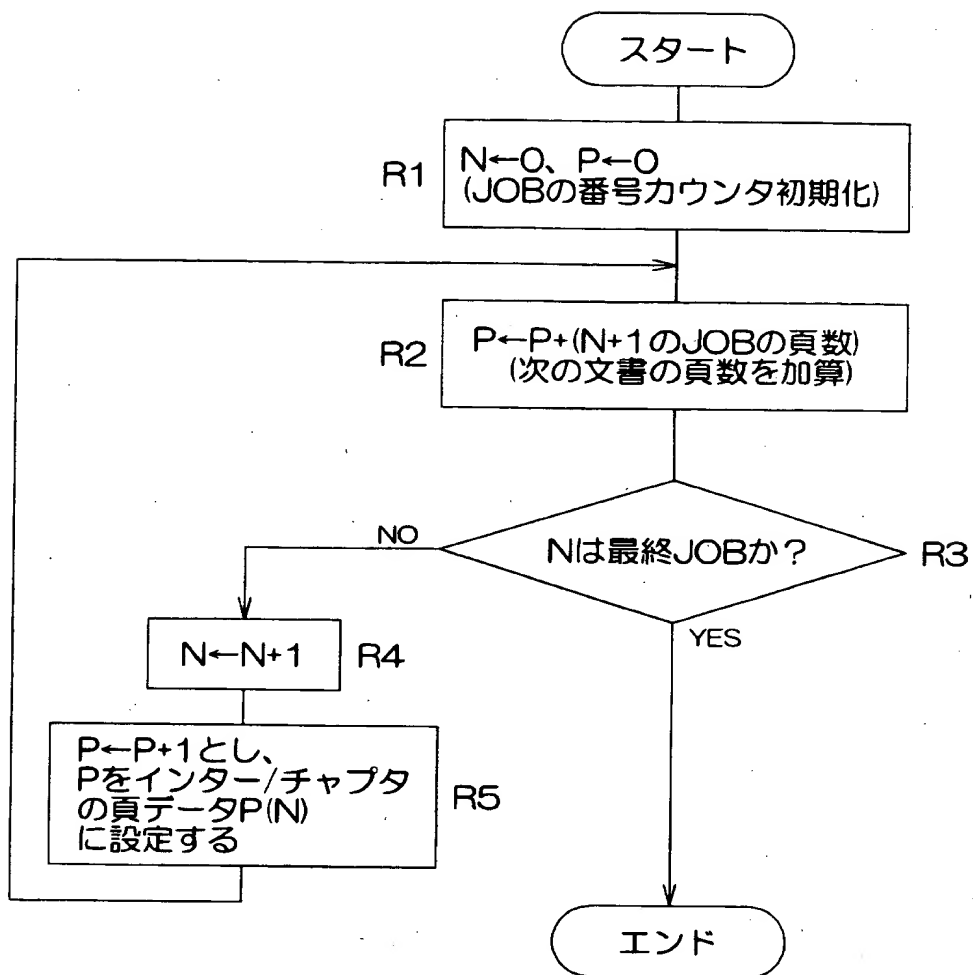 スタート
R1
N←0、P←0
(JOBの番号カウンタ初期化)
R2
P←P+(N+1のJOBの頁数)
(次の文書の頁数を加算)
NO
Nは最終JOBか？
R3
YES
N←N+1
R4
P←P+1とし、
Pをインター/チャプタ
の頁データP(N)
に設定する
R5
エンド